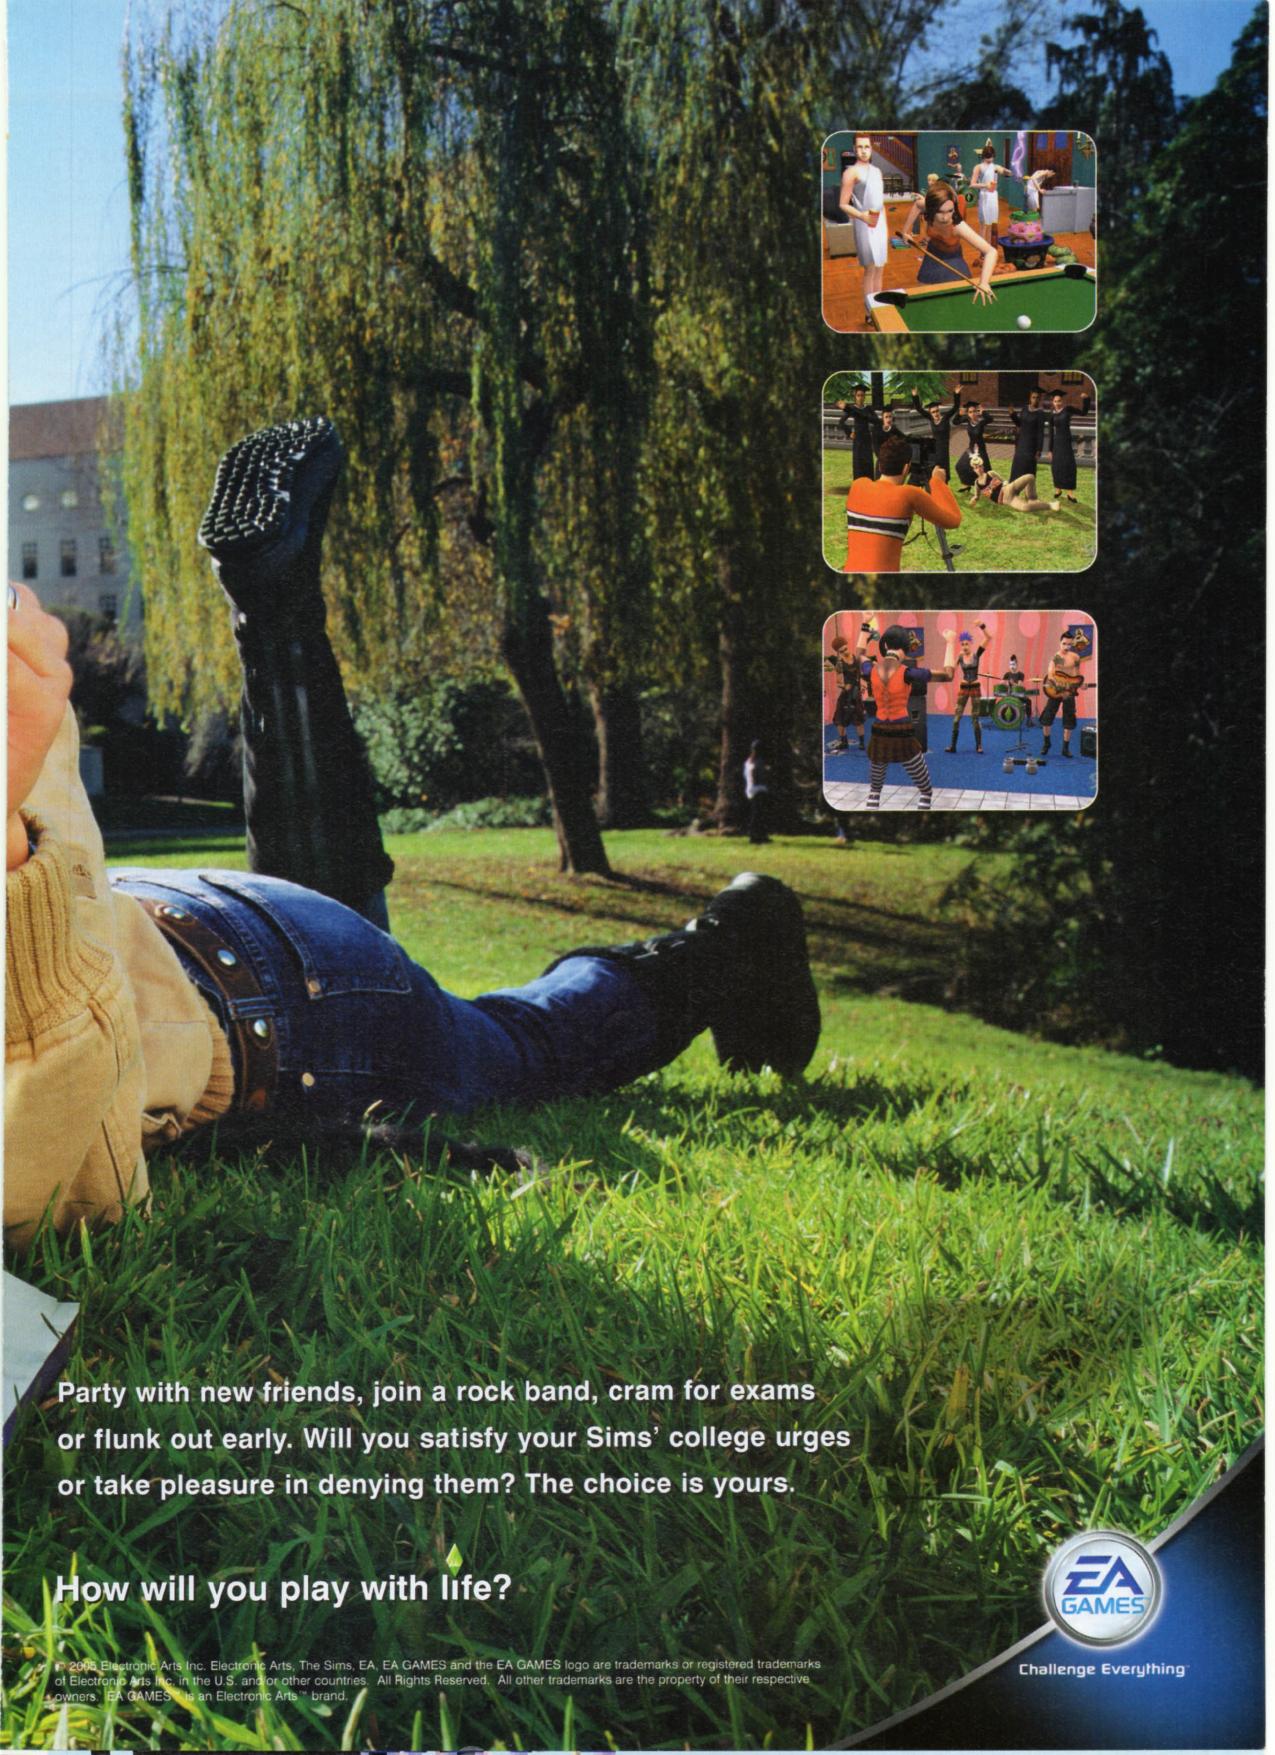 Party with new friends, join a rock band, cram for exams
or flunk out early. Will you satisfy your Sims' college urges
or take pleasure in denying them? The choice is yours.
How will you play with life?
© 2005 Electronic Arts Inc. Electronic Arts, The Sims, EA, EA GAMES and the EA GAMES logo are trademarks or registered trademarks
of Electronic Arts Inc. in the U.S. and/or other countries. All Rights Reserved. All other trademarks are the property of their respective
owners. EA GAMES™ is an Electronic Arts™ brand.
EA
GAMES
Challenge Everything™